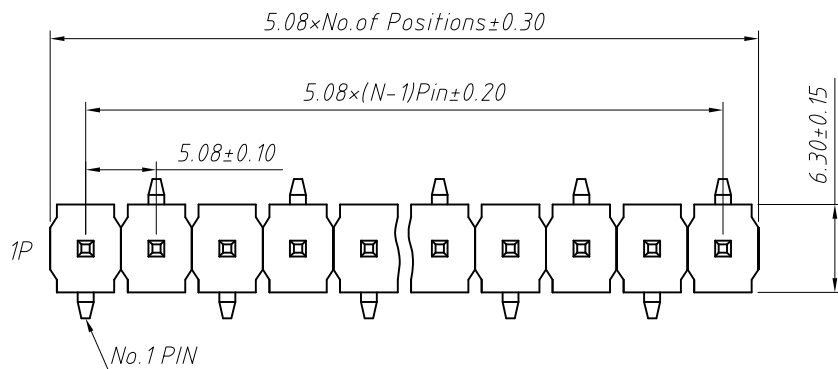 5.08×No.of Positions±0.30
5.08×(N-1)Pin±0.20
5.08±0.10
6.30±0.15
1P
No.1 PIN